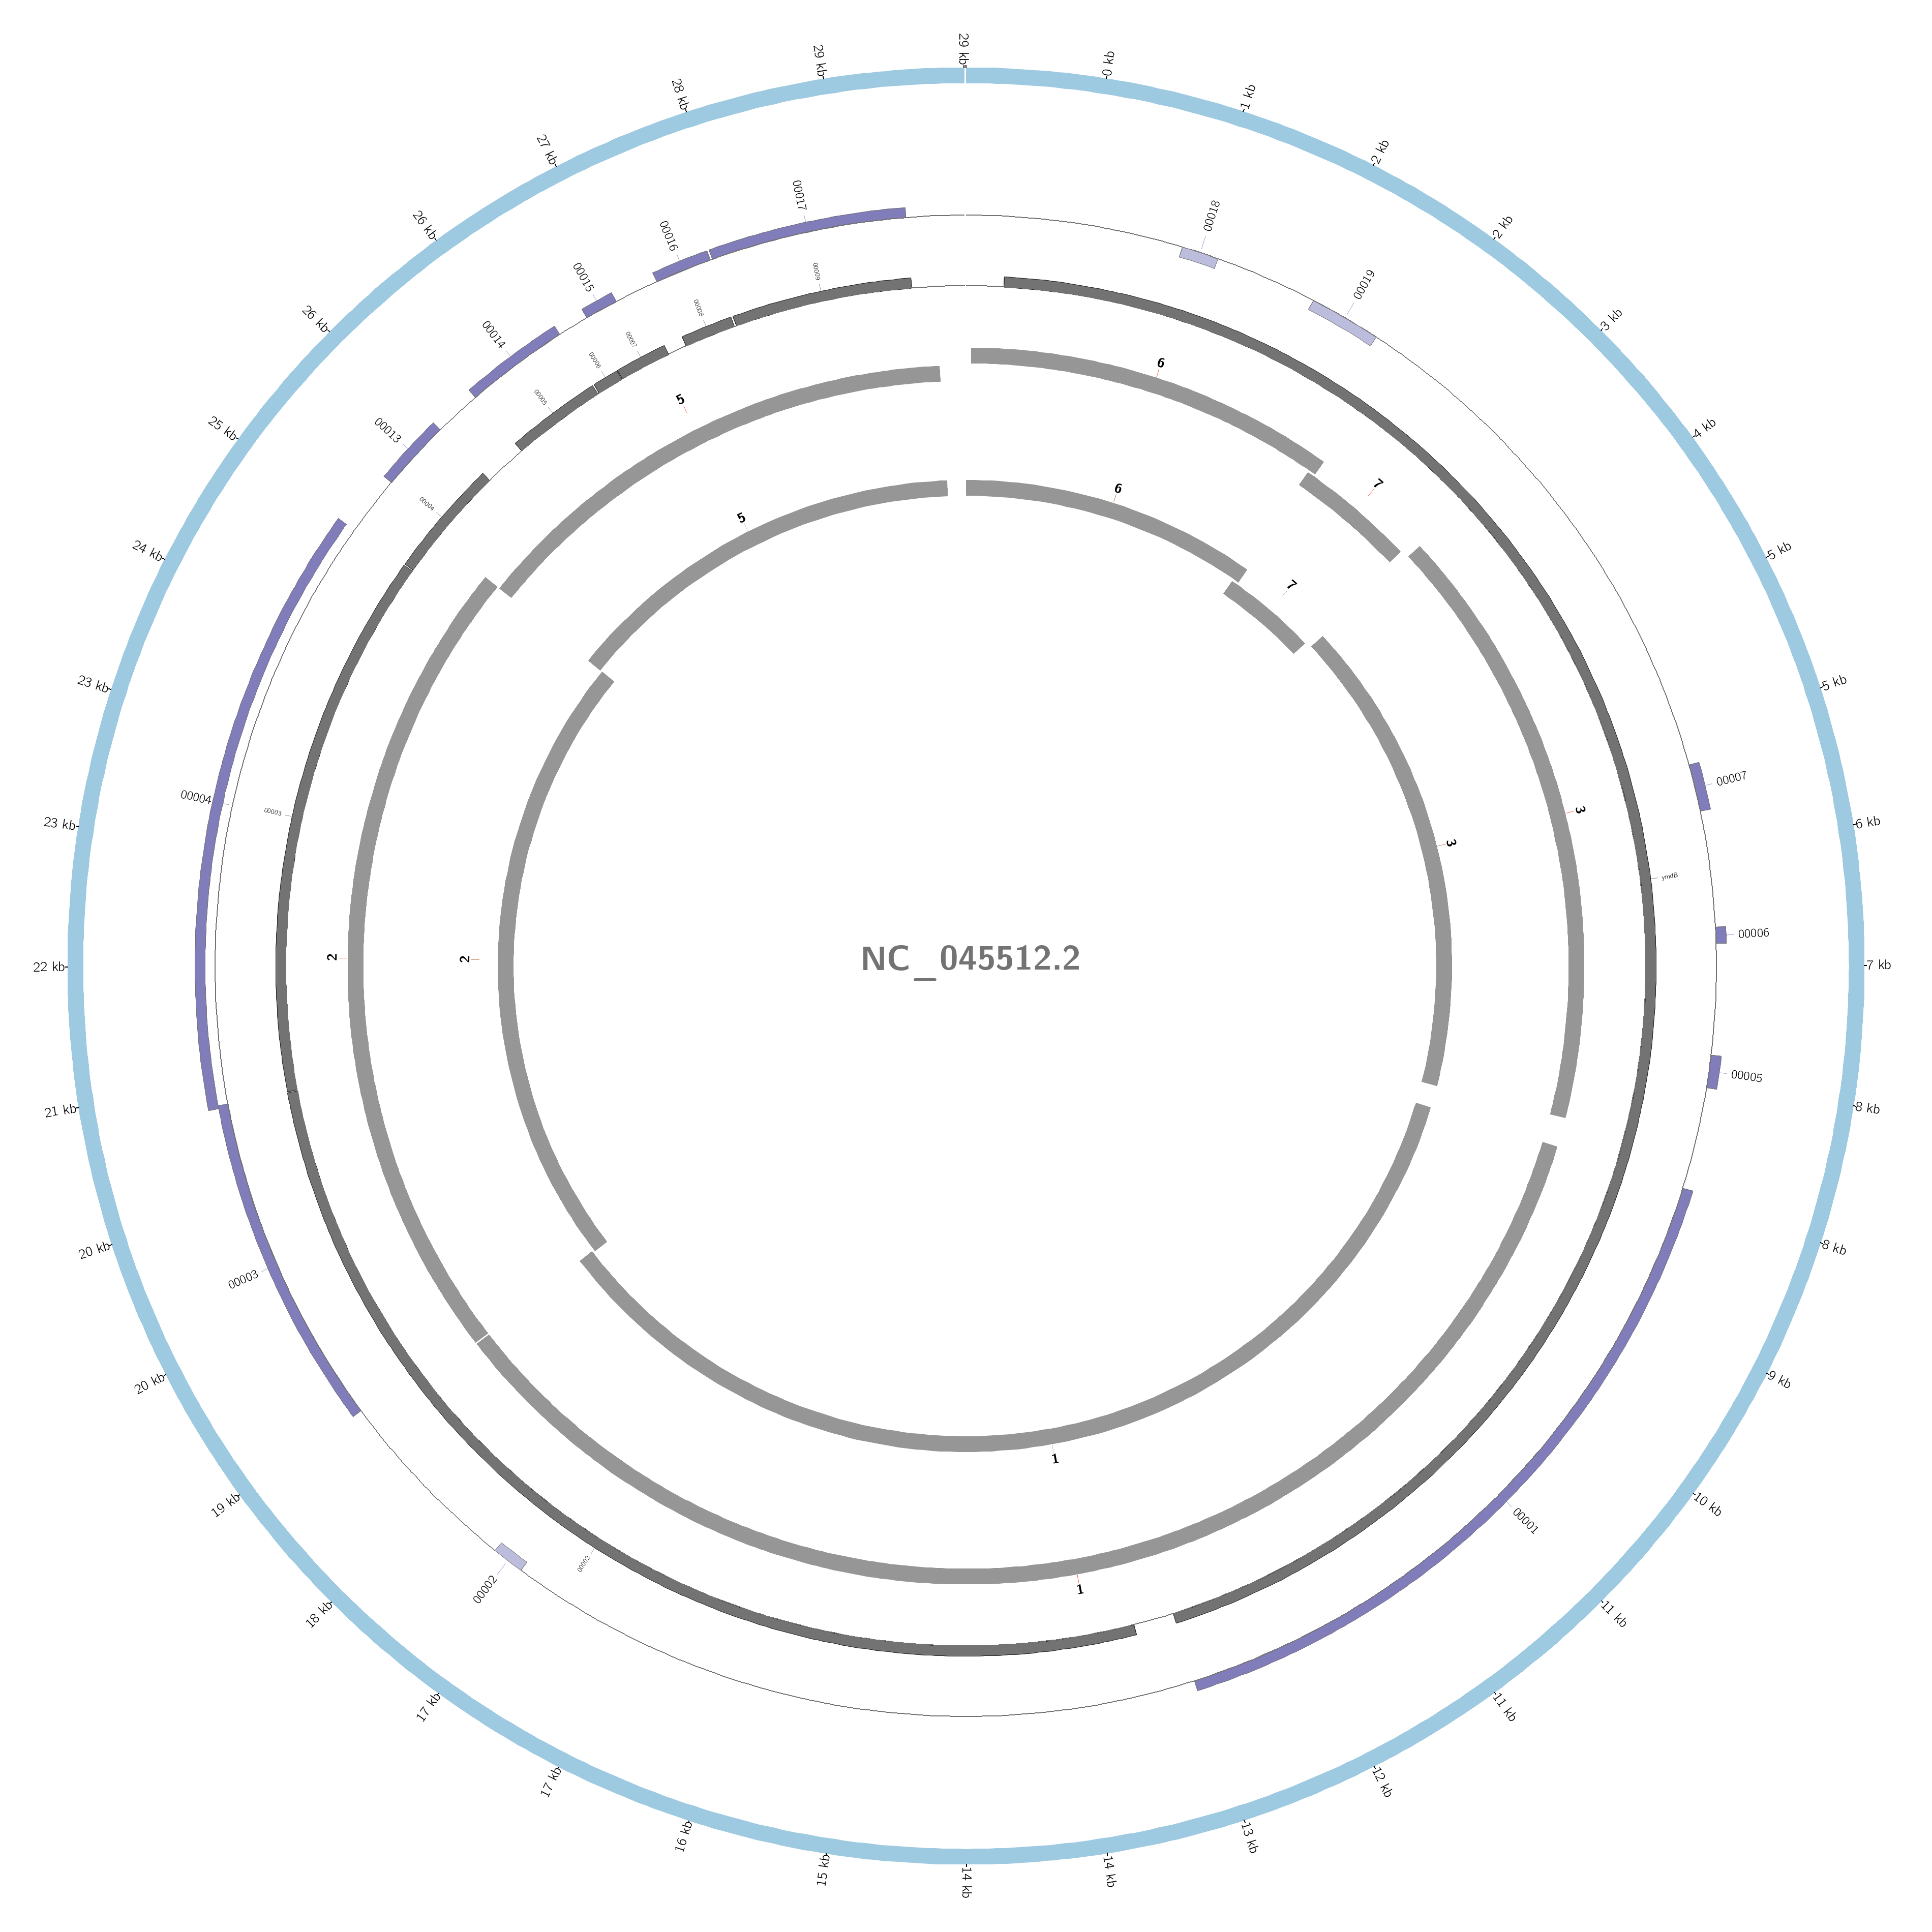 29 kb
0 kb
1 kb
2 kb
2 kb
3 kb
4 kb
5 kb
5 kb
6 kb
7 kb
8 kb
8 kb
9 kb
10 kb
11 kb
11 kb
12 kb
13 kb
14 kb
14 kb
15 kb
16 kb
17 kb
17 kb
18 kb
19 kb
20 kb
20 kb
21 kb
22 kb
23 kb
23 kb
24 kb
25 kb
26 kb
26 kb
27 kb
28 kb
29 kb
00018
00019
00007
00006
00005
00001
00002
00003
00004
00013
00014
00015
00016
00017
ymdB
00002
00003
00004
00005
00006
00007
00008
00009
6
7
3
1
2
5
6
7
3
1
2
5
NC_045512.2